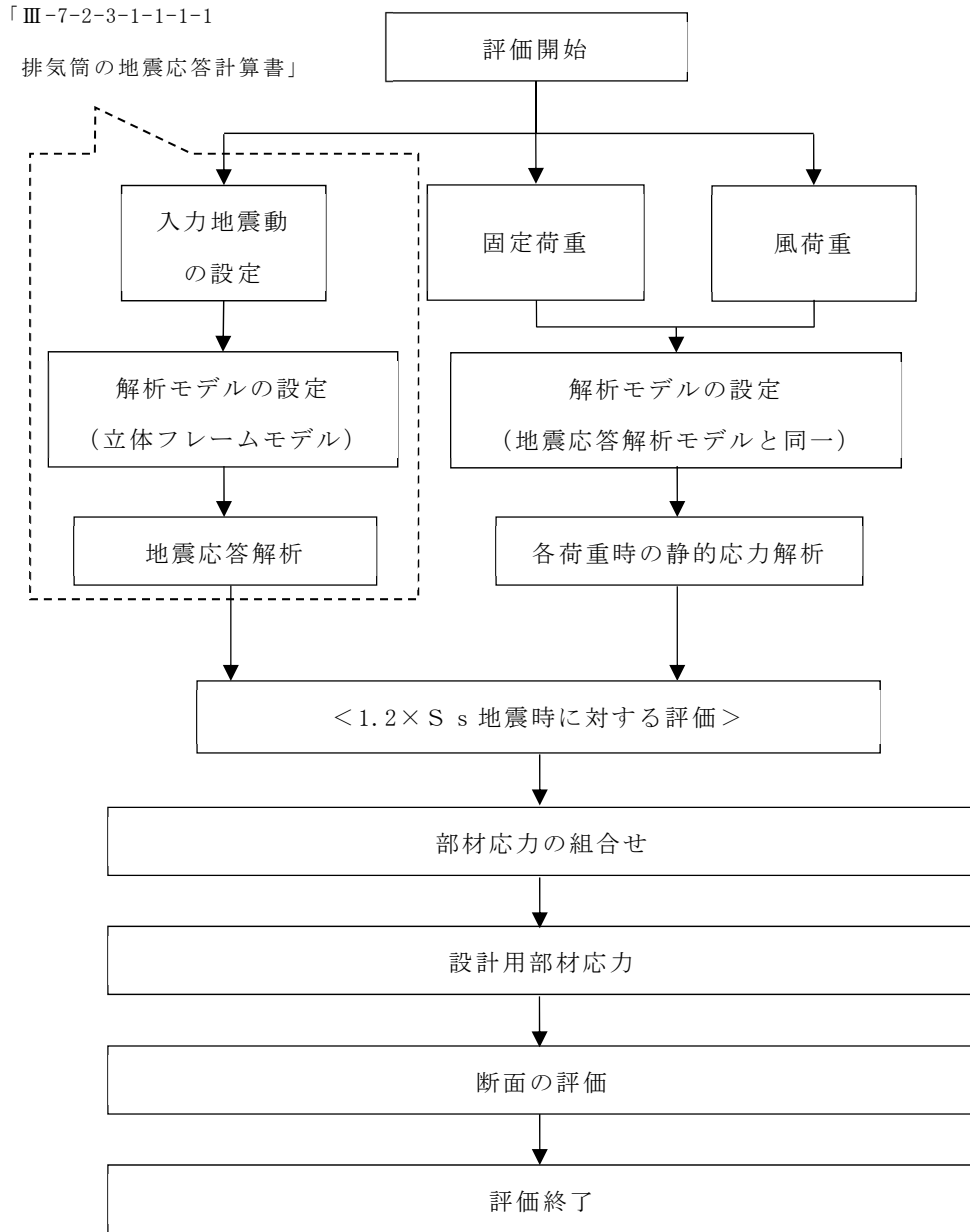 「Ⅲ-7-2-3-1-1-1-1
排気筒の地震応答計算書」
評価開始
入力地震動
の設定
固定荷重
風荷重
解析モデルの設定
(立体フレームモデル)
解析モデルの設定
(地震応答解析モデルと同一)
地震応答解析
各荷重時の静的応力解析
<1.2×Ｓｓ地震時に対する評価>
部材応力の組合せ
設計用部材応力
断面の評価
評価終了